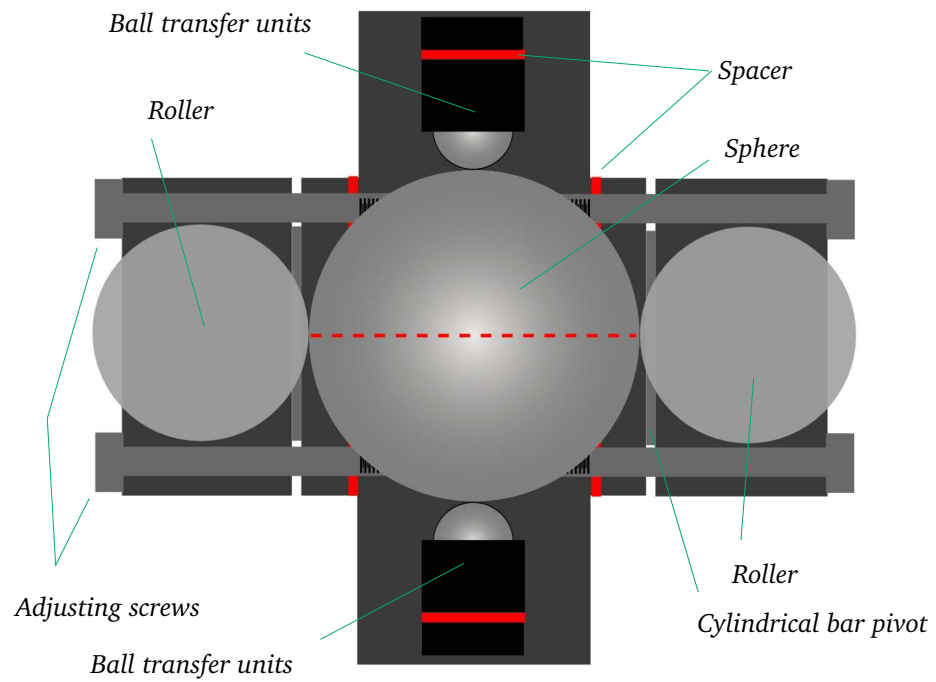 Ball transfer units
Spacer
Roller
Sphere
Roller
Adjusting screws
Cylindrical bar pivot
Ball transfer units